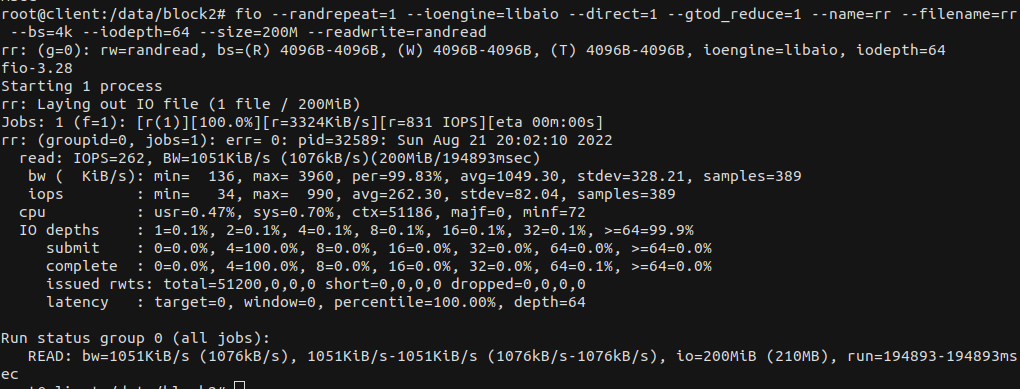 root@client:/data/block2# fio --randrepeat=1 --ioengine=libaio --direct=1 --gtod_reduce=1 --name=rr --filename=rr
 --bs=4k --iodepth=64 --size=200M --readwrite=randread
rr: (g=0): rw=randread, bs=(R) 4096B-4096B, (W) 4096B-4096B, (T) 4096B-4096B, ioengine=libaio, iodepth=64
fio-3.28
Starting 1 process
rr: Laying out IO file (1 file / 200MiB)
Jobs: 1 (f=1): [r(1)][100.0%][r=3324KiB/s][r=831 IOPS][eta 00m:00s]
rr: (groupid=0, jobs=1): err= 0: pid=32589: Sun Aug 21 20:02:10 2022
  read: IOPS=262, BW=1051KiB/s (1076kB/s)(200MiB/194893msec)
   bw (  KiB/s): min=  136, max= 3960, per=99.83%, avg=1049.30, stdev=328.21, samples=389
   iops        : min=   34, max=  990, avg=262.30, stdev=82.04, samples=389
  cpu          : usr=0.47%, sys=0.70%, ctx=51186, majf=0, minf=72
  IO depths    : 1=0.1%, 2=0.1%, 4=0.1%, 8=0.1%, 16=0.1%, 32=0.1%, >=64=99.9%
     submit    : 0=0.0%, 4=100.0%, 8=0.0%, 16=0.0%, 32=0.0%, 64=0.0%, >=64=0.0%
     complete  : 0=0.0%, 4=100.0%, 8=0.0%, 16=0.0%, 32=0.0%, 64=0.1%, >=64=0.0%
     issued rwts: total=51200,0,0,0 short=0,0,0,0 dropped=0,0,0,0
     latency   : target=0, window=0, percentile=100.00%, depth=64

Run status group 0 (all jobs):
   READ: bw=1051KiB/s (1076kB/s), 1051KiB/s-1051KiB/s (1076kB/s-1076kB/s), io=200MiB (210MB), run=194893-194893ms
ec